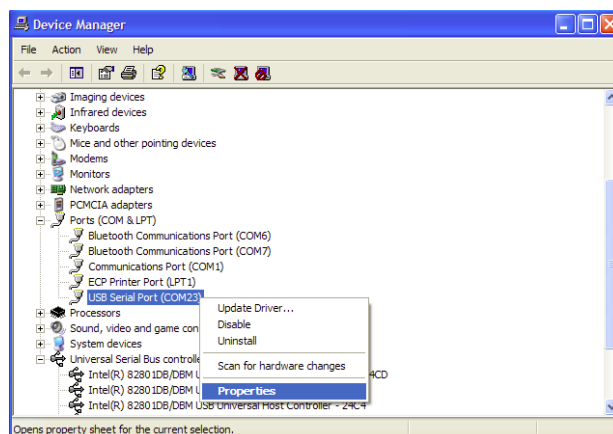 Device Manager
File Action View Help
Imaging devices
Infrared devices
Keyboards
Mice and other pointing devices
Modems
Monitors
Network adapters
PCMCIA adapters
Ports (COM & LPT)
Bluetooth Communications Port (COM6)
Bluetooth Communications Port (COM7)
Communications Port (COM1)
ECP Printer Port (LPT1)
USB Serial Port (COM23)
Processors
Sound, video and game con
System devices
Universal Serial Bus controlle
Intel(R) 82801DB/DBM U 4CD
Intel(R) 82801DB/DBM U
Intel(R) 82801DB/DBM USB Universal Host Controller - 24C4
Update Driver...
Disable
Uninstall
Scan for hardware changes
Properties
Opens property sheet for the current selection.